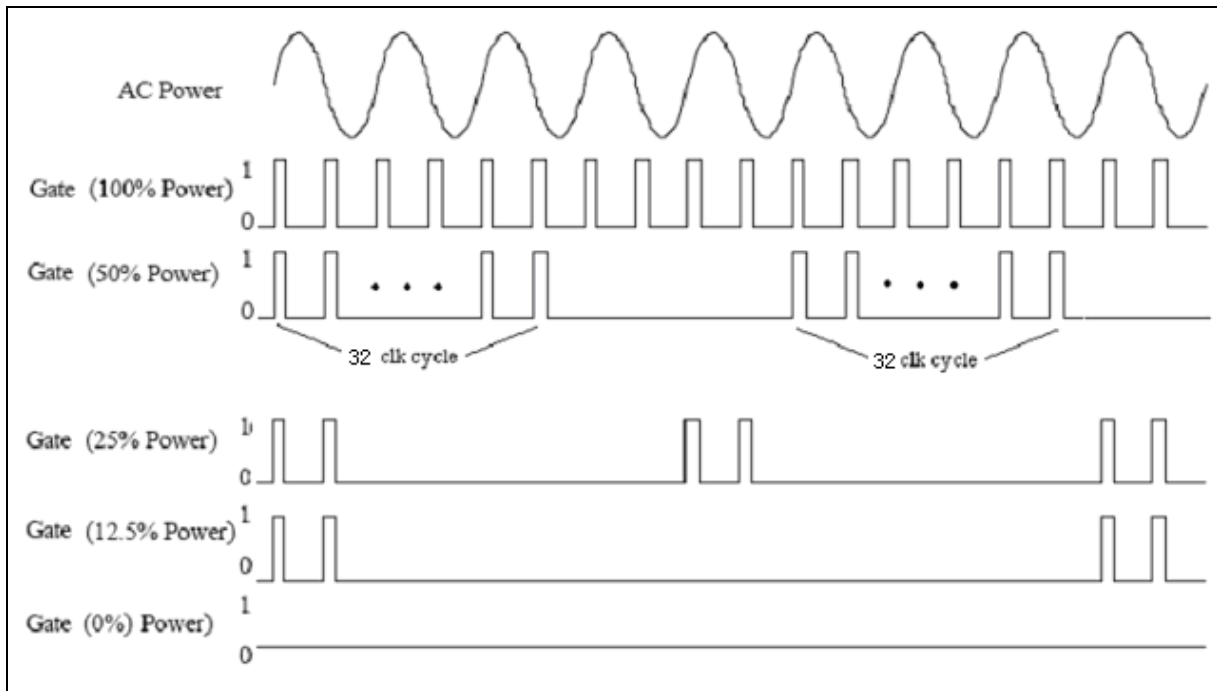 AC Power
Gate (100% Power)
1
0
Gate (50% Power)
1
0
32 clk cycle
32 clk cycle
Gate (25% Power)
1
0
Gate (12.5% Power)
1
0
Gate (0%) Power)
1
0